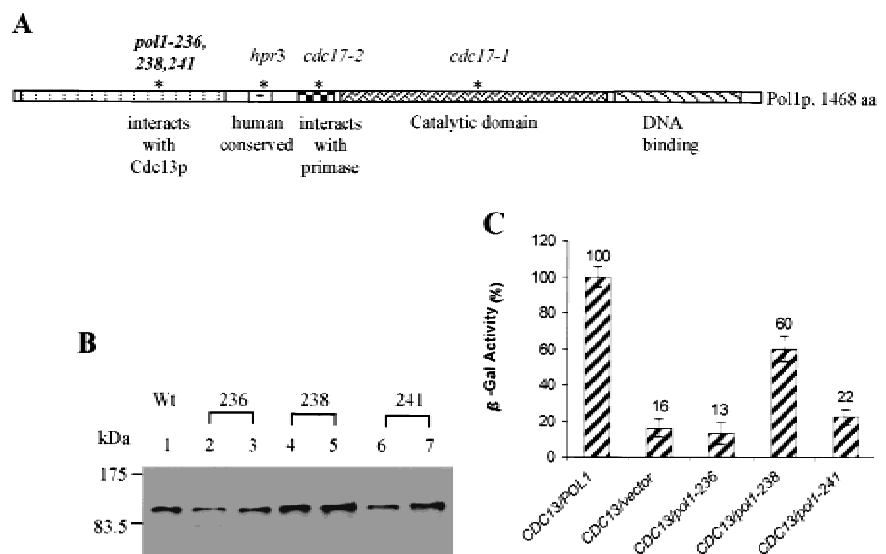 A
pol1-236,
238,241
hpr3
cdc17-2
cdc17-1
* * * *
Pol1p, 1468 aa
interacts
with
Cdc13p
human
conserved
interacts
with
primase
Catalytic domain
DNA
binding
B
Wt 236 238 241
kDa 1 2 3 4 5 6 7
175
83.5
C
β -Gal Activity (%)
120
100
80
60
40
20
0
100
16
13
60
22
CDC13/POL1
CDC13/vector
CDC13/pol1-236
CDC13/pol1-238
CDC13/pol1-241